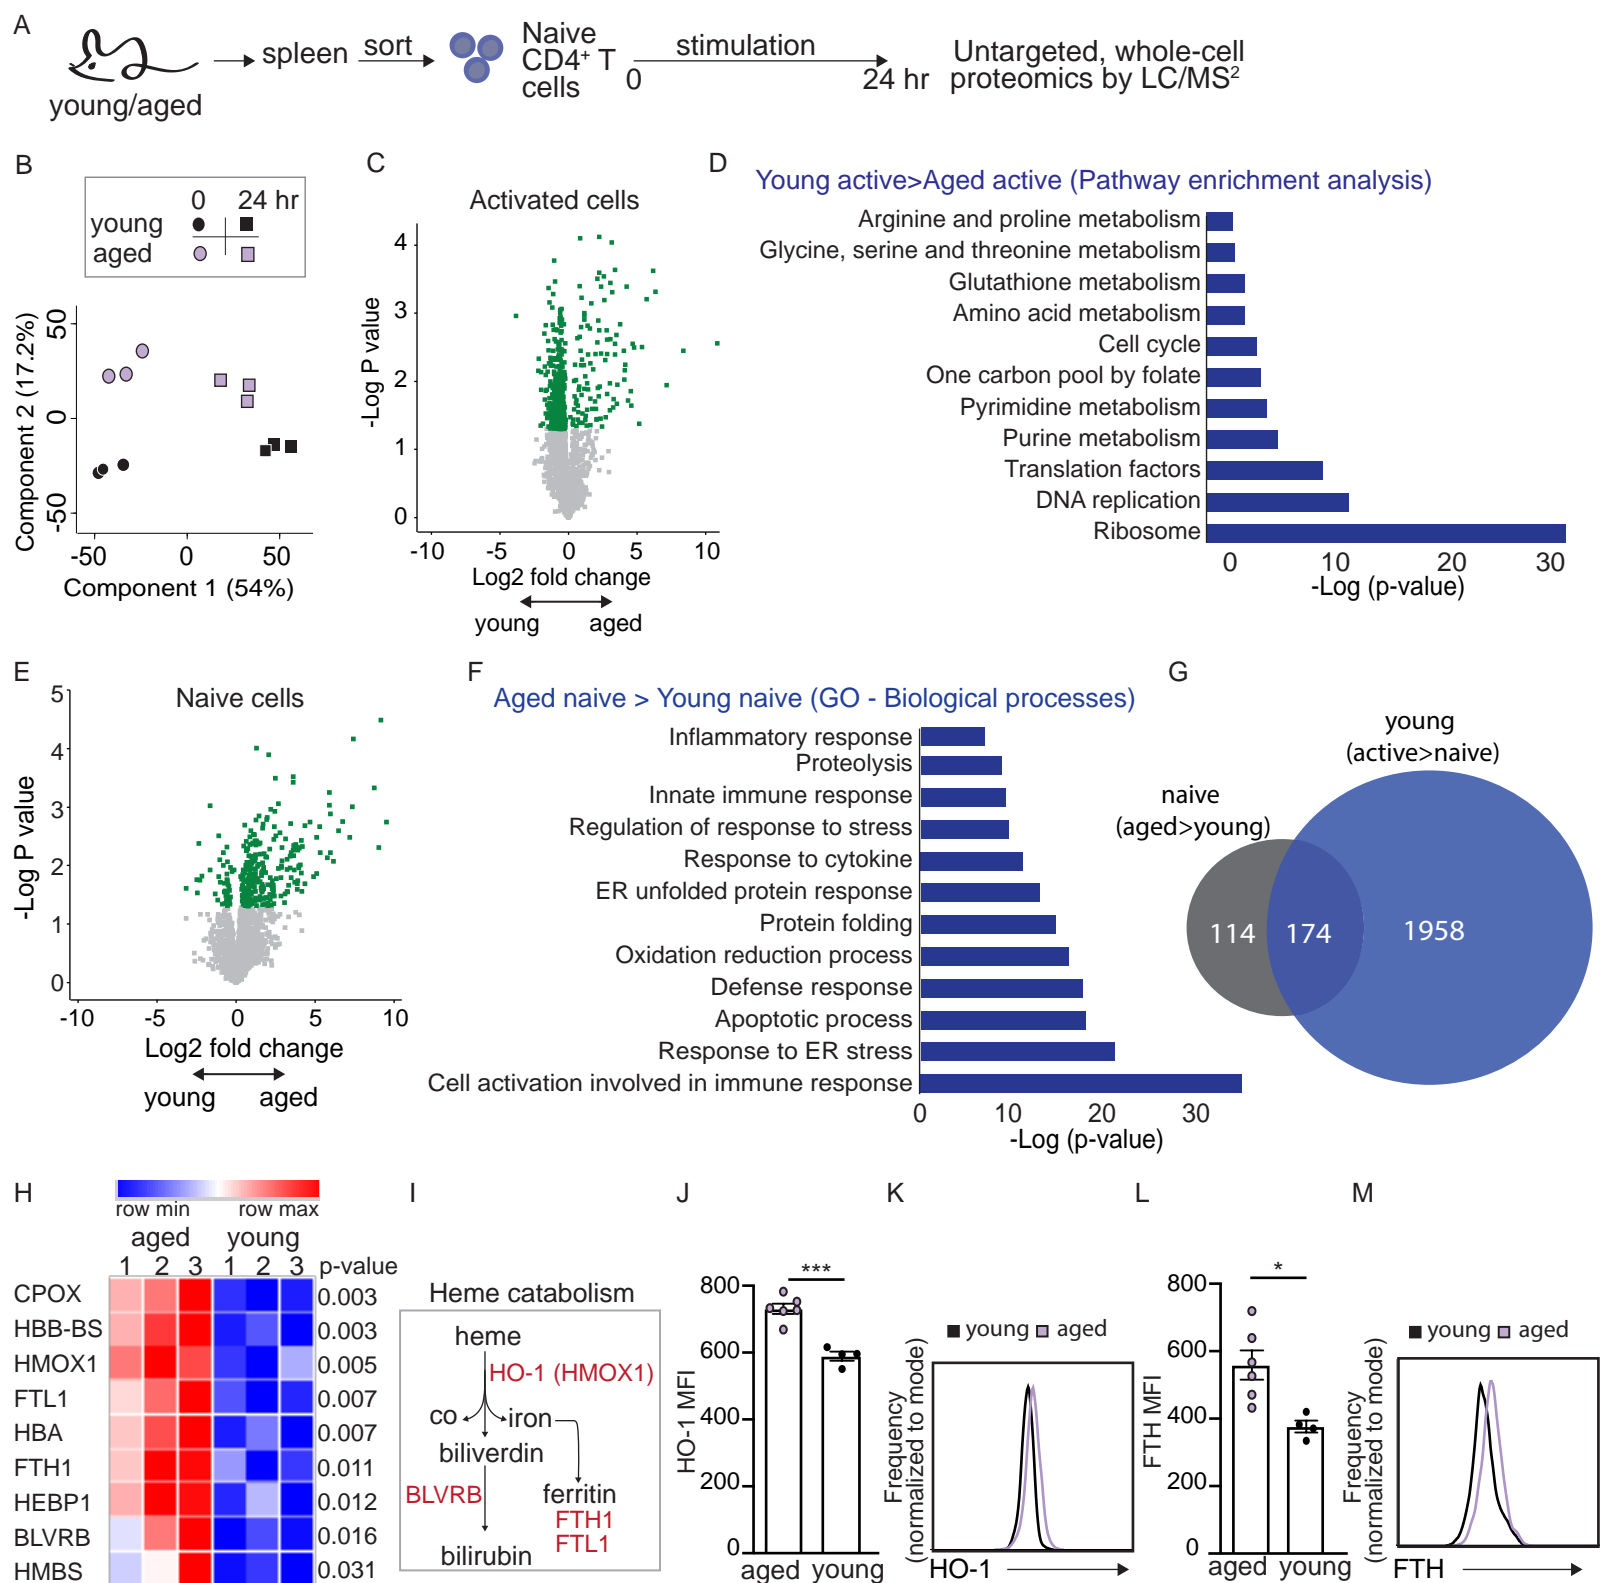 A
young/aged
spleen
sort
Naive
CD4+ T
cells
0
stimulation
24 hr
Untargeted, whole-cell
proteomics by LC/MS2
B
0 24 hr
young
aged
Component 2 (17.2%)
50
0
-50
-50 0 50
Component 1 (54%)
C
Activated cells
-Log P value
4
3
2
1
0
-10 -5 0 5 10
Log2 fold change
young aged
D
Young active>Aged active (Pathway enrichment analysis)
Arginine and proline metabolism
Glycine, serine and threonine metabolism
Glutathione metabolism
Amino acid metabolism
Cell cycle
One carbon pool by folate
Pyrimidine metabolism
Purine metabolism
Translation factors
DNA replication
Ribosome
0 10 20 30
-Log (p-value)
E
Naive cells
-Log P value
5
4
3
2
1
0
-10 -5 0 5 10
Log2 fold change
young aged
F
Aged naive > Young naive (GO - Biological processes)
Inflammatory response
Proteolysis
Innate immune response
Regulation of response to stress
Response to cytokine
ER unfolded protein response
Protein folding
Oxidation reduction process
Defense response
Apoptotic process
Response to ER stress
Cell activation involved in immune response
0 10 20 30
-Log (p-value)
G
young
(active>naive)
naive
(aged>young)
114 174 1958
H
row min row max
aged young
1 2 3 1 2 3 p-value
CPOX 0.003
HBB-BS 0.003
HMOX1 0.005
FTL1 0.007
HBA 0.007
FTH1 0.011
HEBP1 0.012
BLVRB 0.016
HMBS 0.031
I
Heme catabolism
heme
HO-1 (HMOX1)
co iron
biliverdin
BLVRB
ferritin
FTH1
FTL1
bilirubin
J
HO-1 MFI
800
600
400
200
0
***
aged young
K
young aged
Frequency
(normalized to mode)
HO-1
L
FTH MFI
800
600
400
200
0
*
aged young
M
young aged
Frequency
(normalized to mode)
FTH